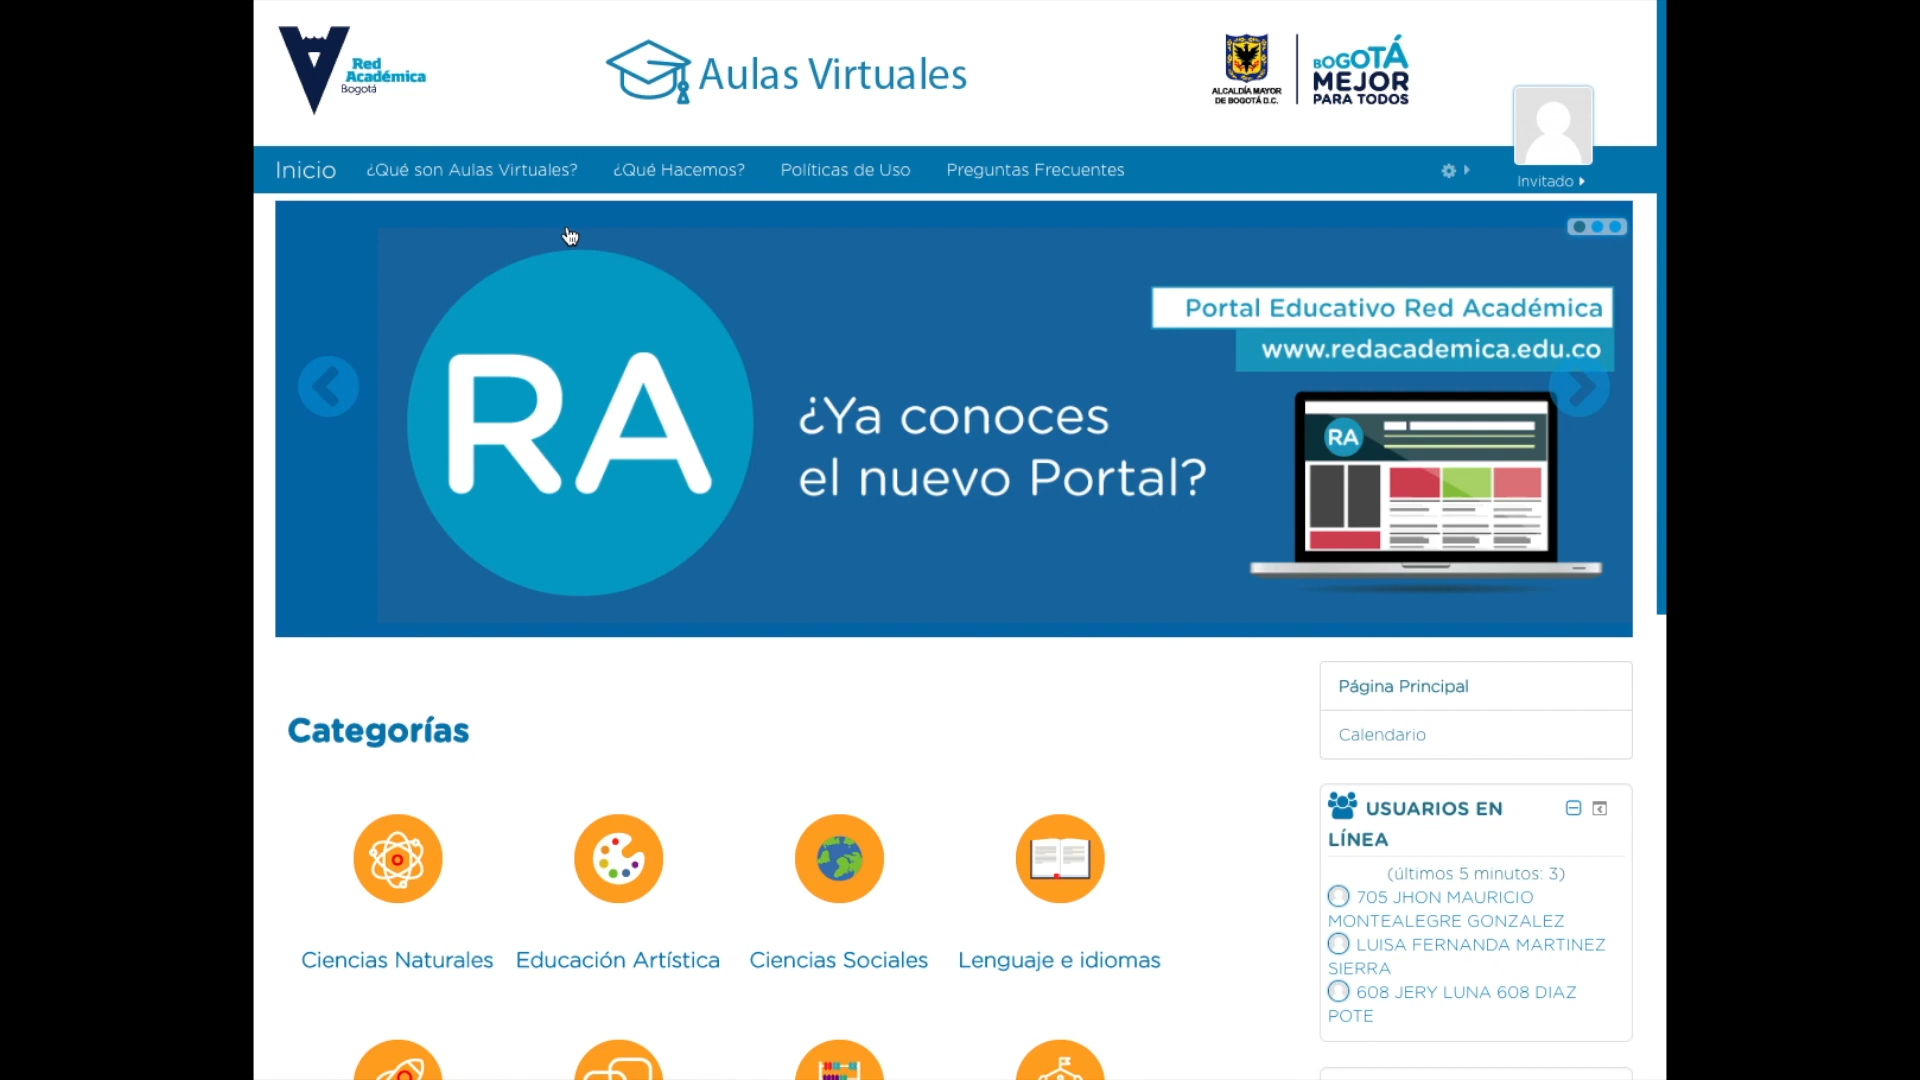 Red
Académica
Bogotá
Aulas Virtuales
ALCALDÍA MAYOR
DE BOGOTÁ D.C.
BOGOTÁ
MEJOR
PARA TODOS
Inicio
¿Qué son Aulas Virtuales?
¿Qué Hacemos?
Políticas de Uso
Preguntas Frecuentes
Invitado
Portal Educativo Red Académica
www.redacademica.edu.co
RA
¿Ya conoces
el nuevo Portal?
RA
Página Principal
Calendario
Categorías
USUARIOS EN
LÍNEA
(últimos 5 minutos: 3)
705 JHON MAURICIO
MONTEALEGRE GONZALEZ
LUISA FERNANDA MARTINEZ
SIERRA
608 JERY LUNA 608 DIAZ
POTE
Ciencias Naturales
Educación Artística
Ciencias Sociales
Lenguaje e idiomas